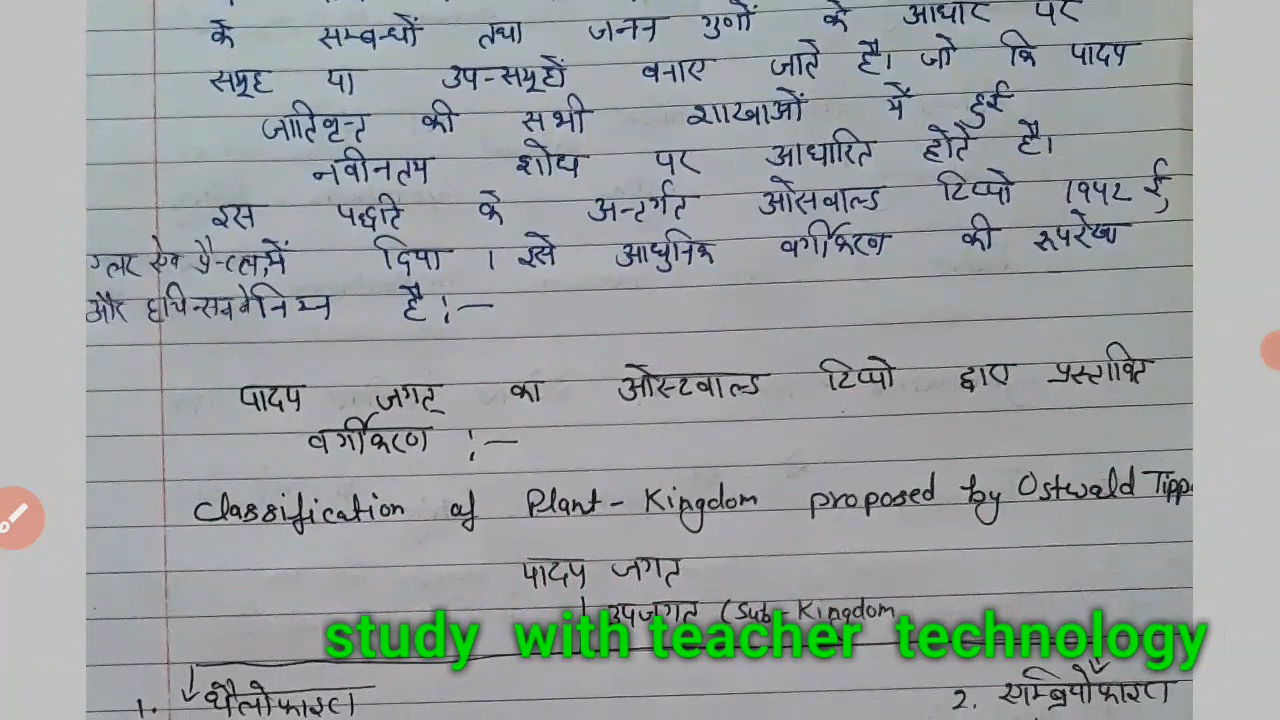 के सम्बन्धों तथा जनन गुणों के आधार पर
समूह या उप-समूहों बनाए जाते है। जो कि पादप
जातिवृत की सभी शाखाओं मे हुई
नवीनतम शोध पर आधारित होते है।
इस पद्धति के अन्तर्गत ओसवाल्ड टिप्पो १९५२ ई,
में दिया । इसे आधुनिक वर्गीकरण की रूपरेखा
और है :—
पादप जगत् का ओस्टवाल्ड टिप्पो द्वारा प्रस्तावित
वर्गीकरण :—
Classification of Plant-Kingdom proposed by Ostwald Tipp
पादप जगत
उपजगत (Sub-Kingdom
study with teacher technology
1. थैलोफाइटा
2. एम्ब्रियोफाइटा